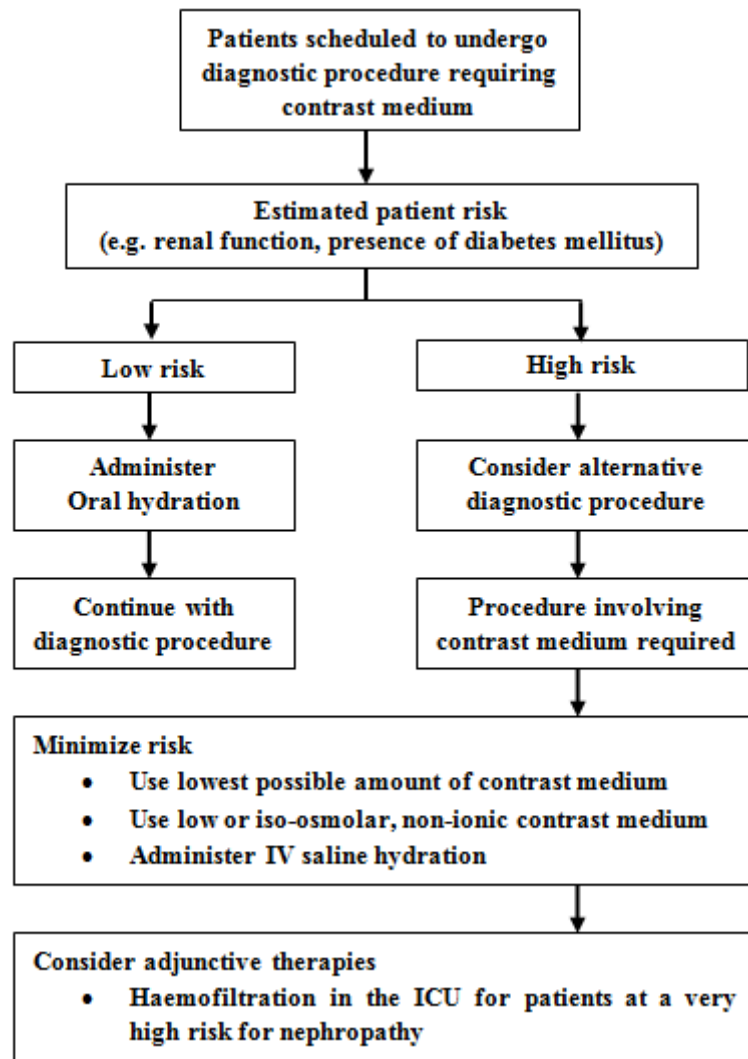 Patients scheduled to undergo
diagnostic procedure requiring
contrast medium
Estimated patient risk
(e.g. renal function, presence of diabetes mellitus)
Low risk
High risk
Administer
Oral hydration
Consider alternative
diagnostic procedure
Continue with
diagnostic procedure
Procedure involving
contrast medium required
Minimize risk
• Use lowest possible amount of contrast medium
• Use low or iso-osmolar, non-ionic contrast medium
• Administer IV saline hydration
Consider adjunctive therapies
• Haemofiltration in the ICU for patients at a very
high risk for nephropathy